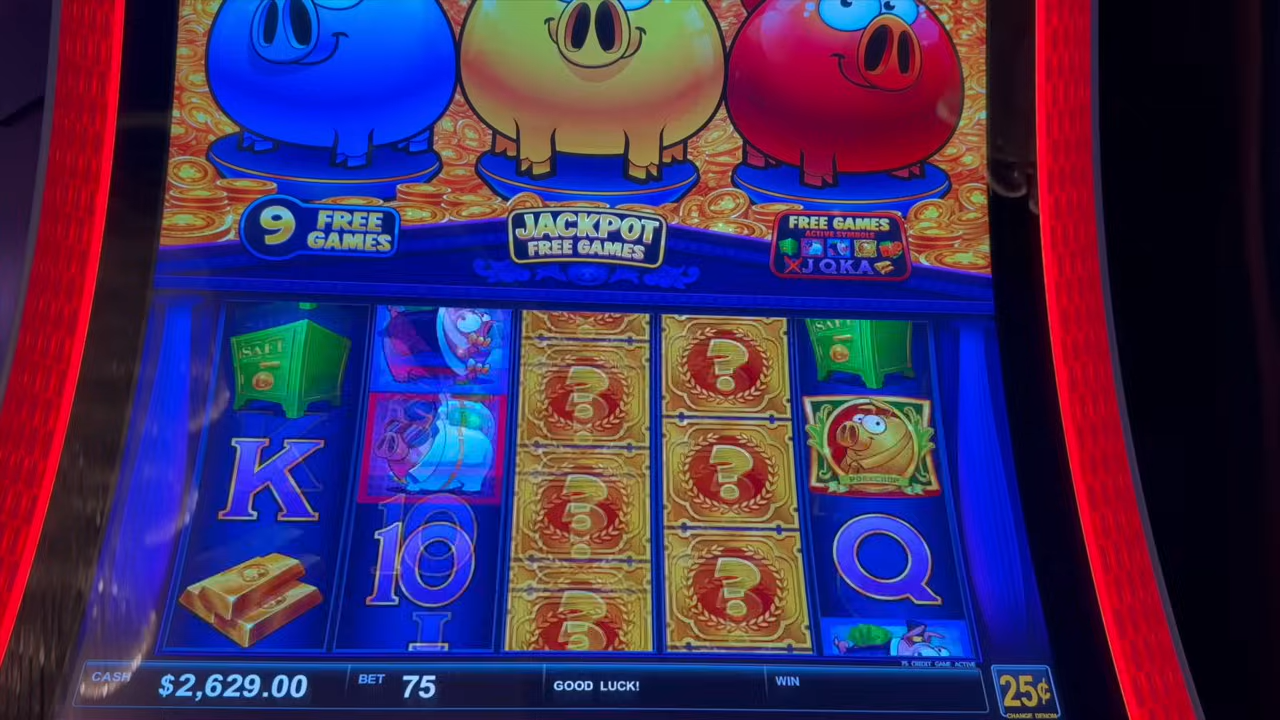 9 FREE GAMES
JACKPOT
FREE GAMES
FREE GAMES
ACTIVE SYMBOLS
J Q K A
SAFE
?
?
SAFE
K
?
?
PORKCHOP
10
?
?
Q
75 CREDIT GAME ACTIVE
CASH $2,629.00
BET 75
GOOD LUCK!
WIN
25¢
CHANGE DENOM